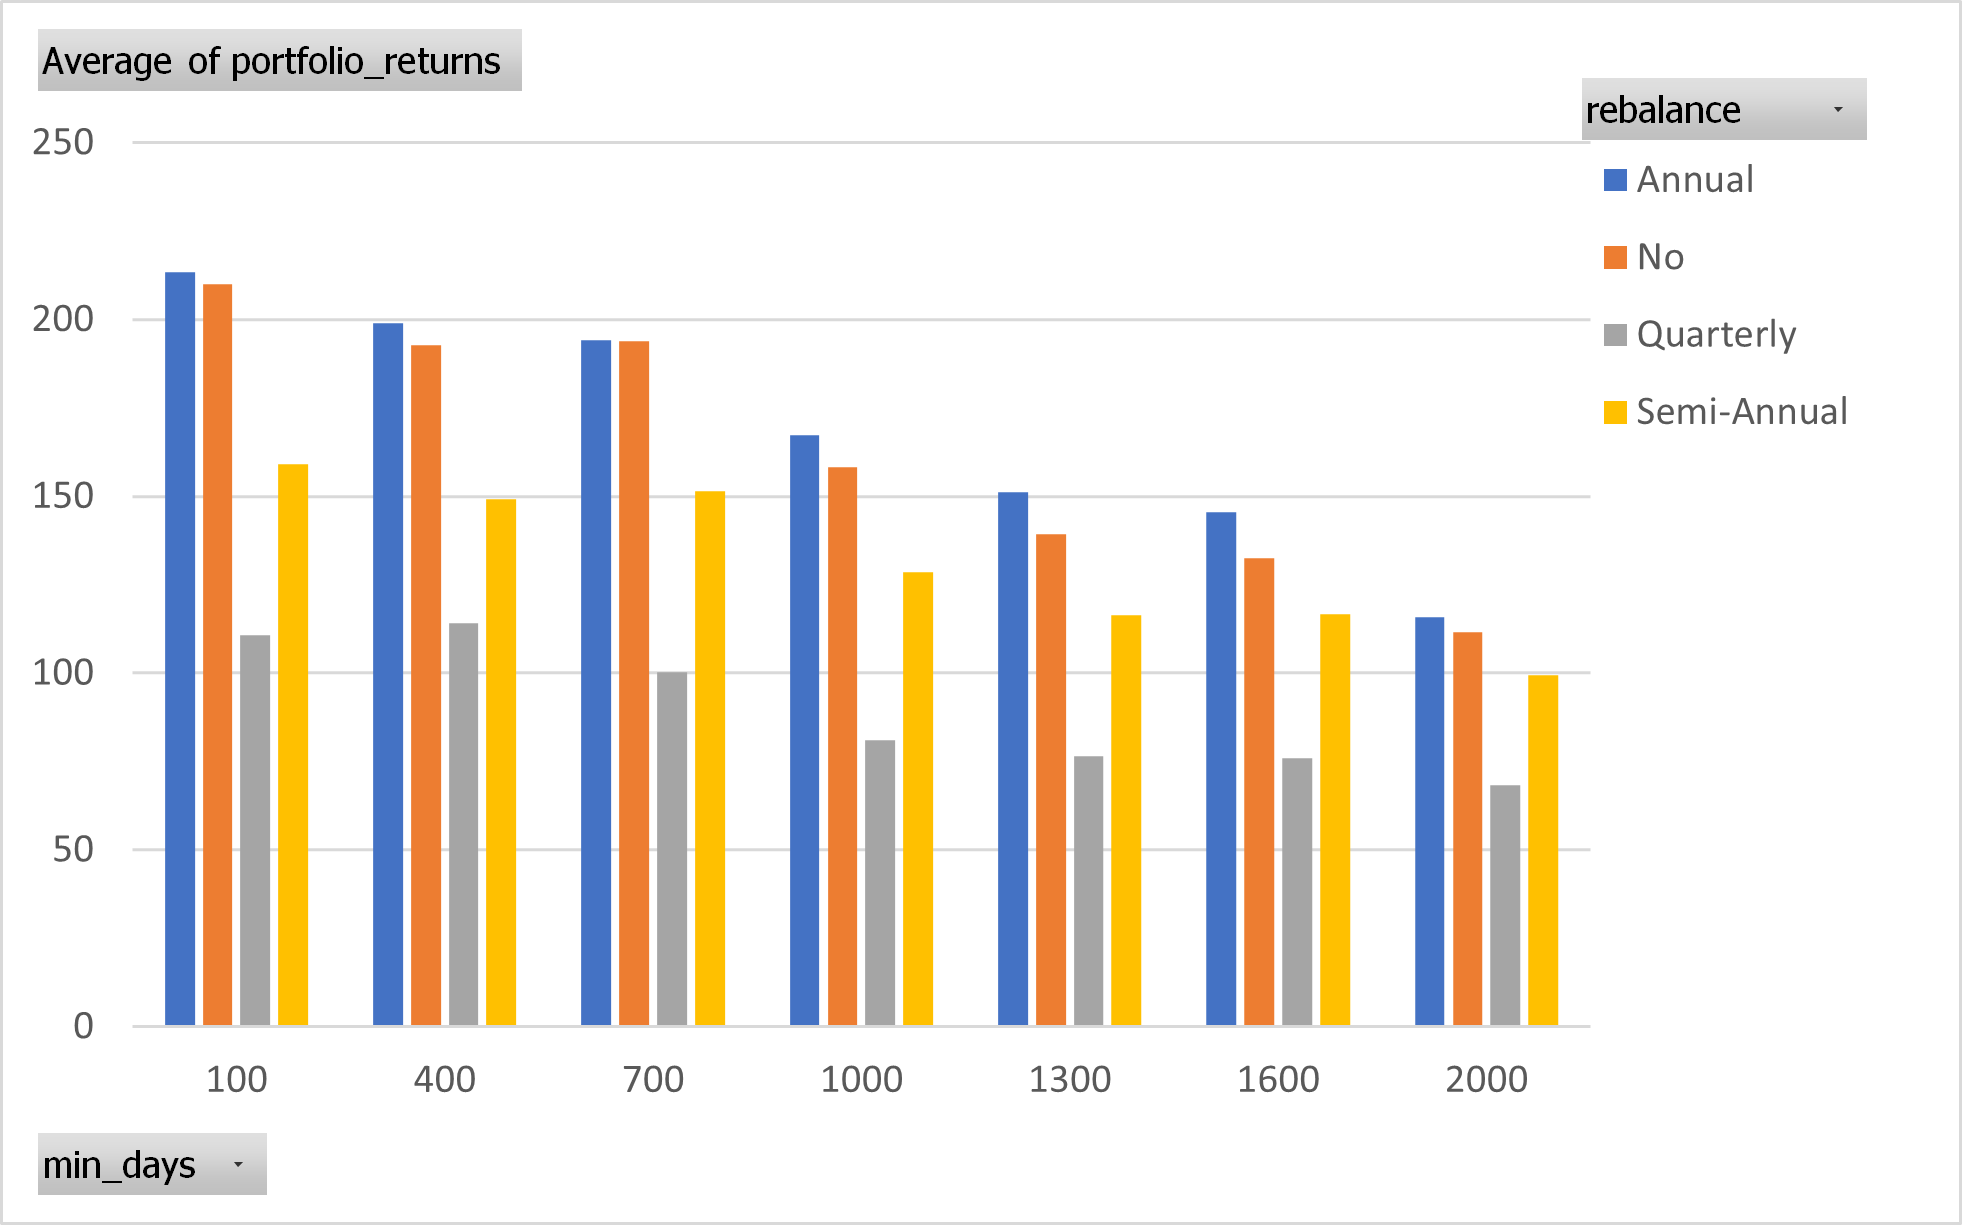 Average of portfolio_returns
rebalance
250
200
150
100
50
0
Annual
No
Quarterly
Semi-Annual
100 400 700 1000 1300 1600 2000
min_days